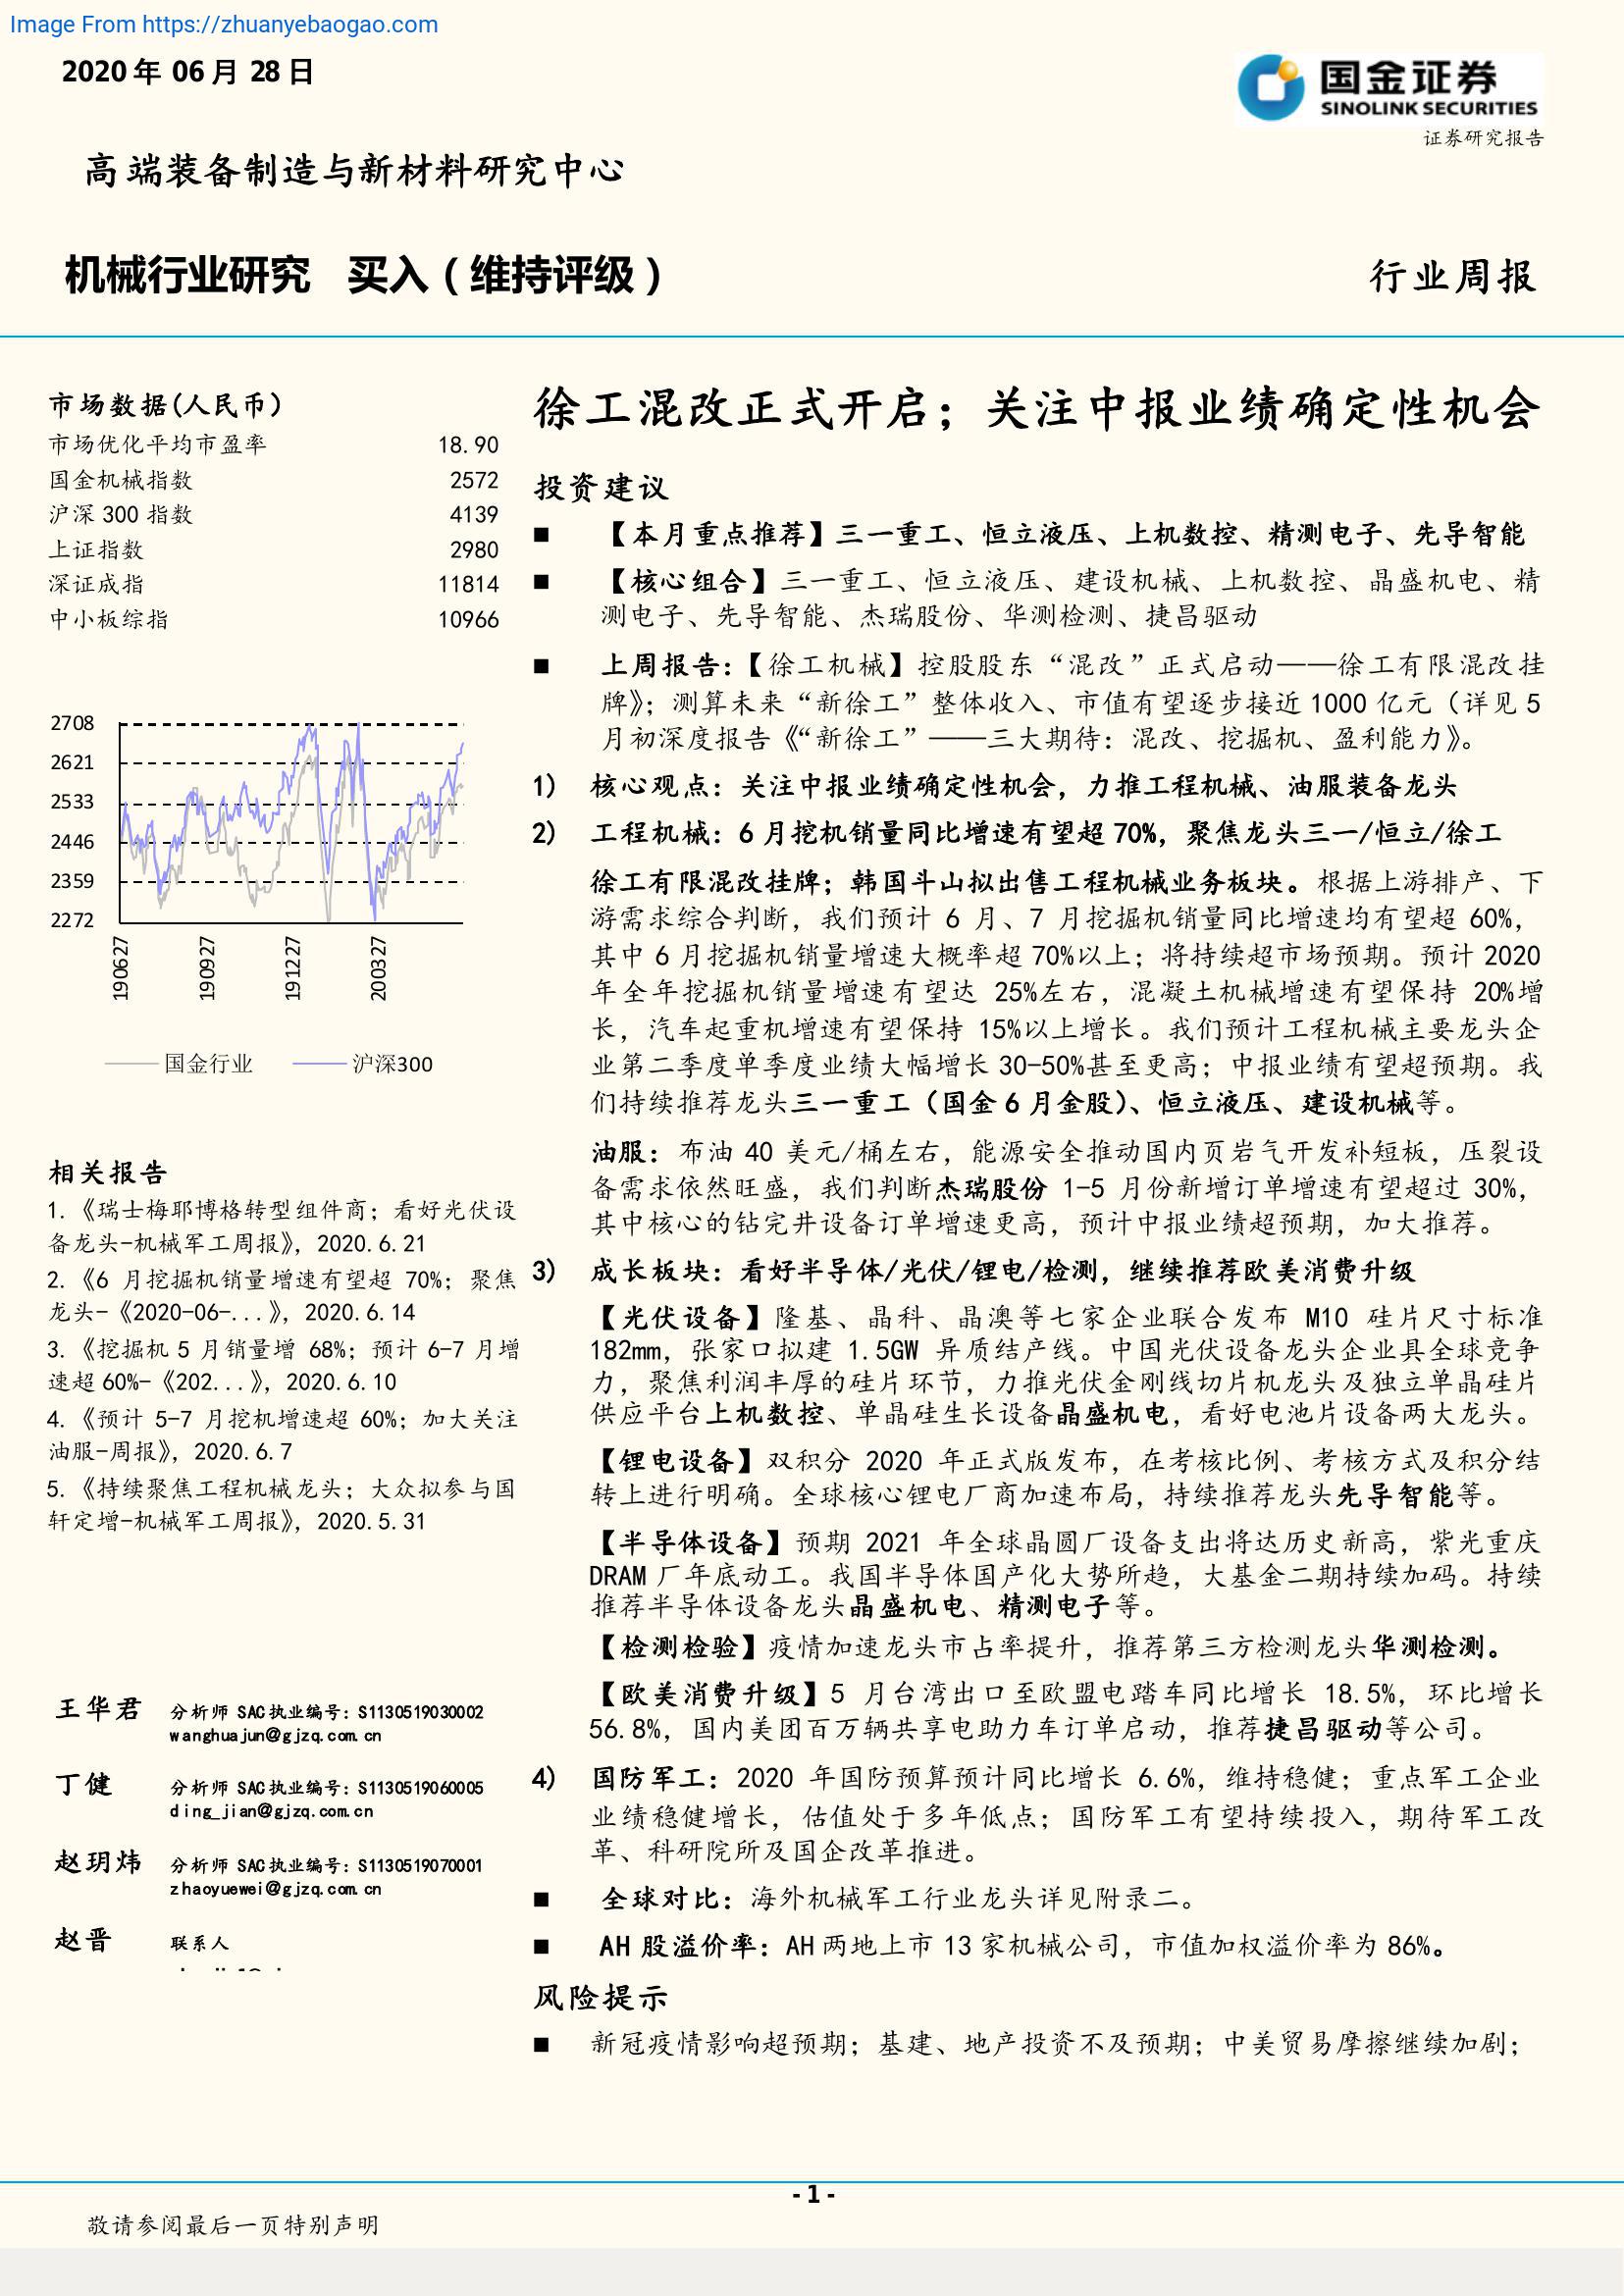 Image From https://zhuanyebaogao.com
2020 年 06 月 28 日
国金证券
SINOLINK SECURITIES
证券研究报告
高端装备制造与新材料研究中心
机械行业研究 买入（维持评级）
行业周报
市场数据(人民币)
市场优化平均市盈率 18.90
国金机械指数 2572
沪深 300 指数 4139
上证指数 2980
深证成指 11814
中小板综指 10966
2708
2621
2533
2446
2359
2272
190627
190927
191227
200327
国金行业 沪深300
相关报告
1.《瑞士梅耶博格转型组件商；看好光伏设
备龙头-机械军工周报》，2020.6.21
2.《6 月挖掘机销量增速有望超 70%；聚焦
龙头-《2020-06-...》，2020.6.14
3.《挖掘机 5 月销量增 68%；预计 6-7 月增
速超 60%-《202...》，2020.6.10
4.《预计 5-7 月挖机增速超 60%；加大关注
油服-周报》，2020.6.7
5.《持续聚焦工程机械龙头；大众拟参与国
轩定增-机械军工周报》，2020.5.31
王华君 分析师 SAC 执业编号：S1130519030002
wanghuajun@gjzq.com.cn
丁健 分析师 SAC 执业编号：S1130519060005
ding_jian@gjzq.com.cn
赵玥炜 分析师 SAC 执业编号：S1130519070001
zhaoyuewei@gjzq.com.cn
赵晋 联系人
徐工混改正式开启；关注中报业绩确定性机会
投资建议
■ 【本月重点推荐】三一重工、恒立液压、上机数控、精测电子、先导智能
■ 【核心组合】三一重工、恒立液压、建设机械、上机数控、晶盛机电、精
测电子、先导智能、杰瑞股份、华测检测、捷昌驱动
■ 上周报告：【徐工机械】控股股东“混改”正式启动——徐工有限混改挂
牌》；测算未来“新徐工”整体收入、市值有望逐步接近 1000 亿元（详见 5
月初深度报告《“新徐工”——三大期待：混改、挖掘机、盈利能力》。
1） 核心观点：关注中报业绩确定性机会，力推工程机械、油服装备龙头
2） 工程机械：6 月挖机销量同比增速有望超 70%，聚焦龙头三一/恒立/徐工
徐工有限混改挂牌；韩国斗山拟出售工程机械业务板块。根据上游排产、下
游需求综合判断，我们预计 6 月、7 月挖掘机销量同比增速均有望超 60%，
其中 6 月挖掘机销量增速大概率超 70%以上；将持续超市场预期。预计 2020
年全年挖掘机销量增速有望达 25%左右，混凝土机械增速有望保持 20%增
长，汽车起重机增速有望保持 15%以上增长。我们预计工程机械主要龙头企
业第二季度单季度业绩大幅增长 30-50%甚至更高；中报业绩有望超预期。我
们持续推荐龙头三一重工（国金 6 月金股）、恒立液压、建设机械等。
油服：布油 40 美元/桶左右，能源安全推动国内页岩气开发补短板，压裂设
备需求依然旺盛，我们判断杰瑞股份 1-5 月份新增订单增速有望超过 30%，
其中核心的钻完井设备订单增速更高，预计中报业绩超预期，加大推荐。
3） 成长板块：看好半导体/光伏/锂电/检测，继续推荐欧美消费升级
【光伏设备】隆基、晶科、晶澳等七家企业联合发布 M10 硅片尺寸标准
182mm，张家口拟建 1.5GW 异质结产线。中国光伏设备龙头企业具全球竞争
力，聚焦利润丰厚的硅片环节，力推光伏金刚线切片机龙头及独立单晶硅片
供应平台上机数控、单晶硅生长设备晶盛机电，看好电池片设备两大龙头。
【锂电设备】双积分 2020 年正式版发布，在考核比例、考核方式及积分结
转上进行明确。全球核心锂电厂商加速布局，持续推荐龙头先导智能等。
【半导体设备】预期 2021 年全球晶圆厂设备支出将达历史新高，紫光重庆
DRAM 厂年底动工。我国半导体国产化大势所趋，大基金二期持续加码。持续
推荐半导体设备龙头晶盛机电、精测电子等。
【检测检验】疫情加速龙头市占率提升，推荐第三方检测龙头华测检测。
【欧美消费升级】5 月台湾出口至欧盟电踏车同比增长 18.5%，环比增长
56.8%，国内美团百万辆共享电助力车订单启动，推荐捷昌驱动等公司。
4） 国防军工：2020 年国防预算预计同比增长 6.6%，维持稳健；重点军工企业
业绩稳健增长，估值处于多年低点；国防军工有望持续投入，期待军工改
革、科研院所及国企改革推进。
■ 全球对比：海外机械军工行业龙头详见附录二。
■ AH 股溢价率：AH 两地上市 13 家机械公司，市值加权溢价率为 86%。
风险提示
■ 新冠疫情影响超预期；基建、地产投资不及预期；中美贸易摩擦继续加剧；
- 1 -
敬请参阅最后一页特别声明